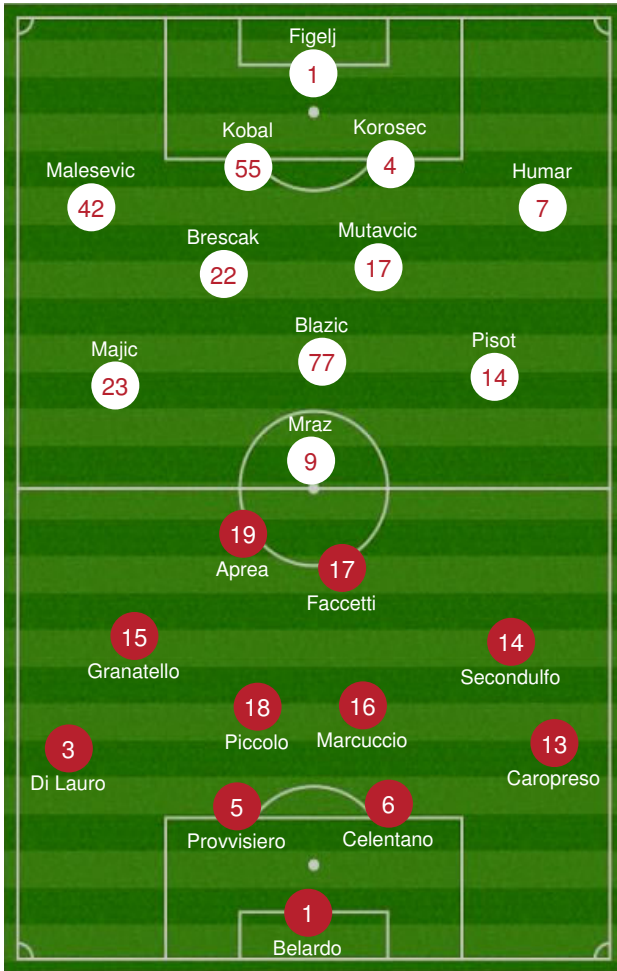 Figelj
1
Kobal
55
Korosec
4
Malesevic
42
Humar
7
Brescak
22
Mutavcic
17
Majic
23
Blazic
77
Pisot
14
Mraz
9
19
Aprea
17
Faccetti
15
Granatello
14
Secondulfo
18
Piccolo
16
Marcuccio
3
Di Lauro
13
Caropreso
5
Provvisiero
6
Celentano
1
Belardo